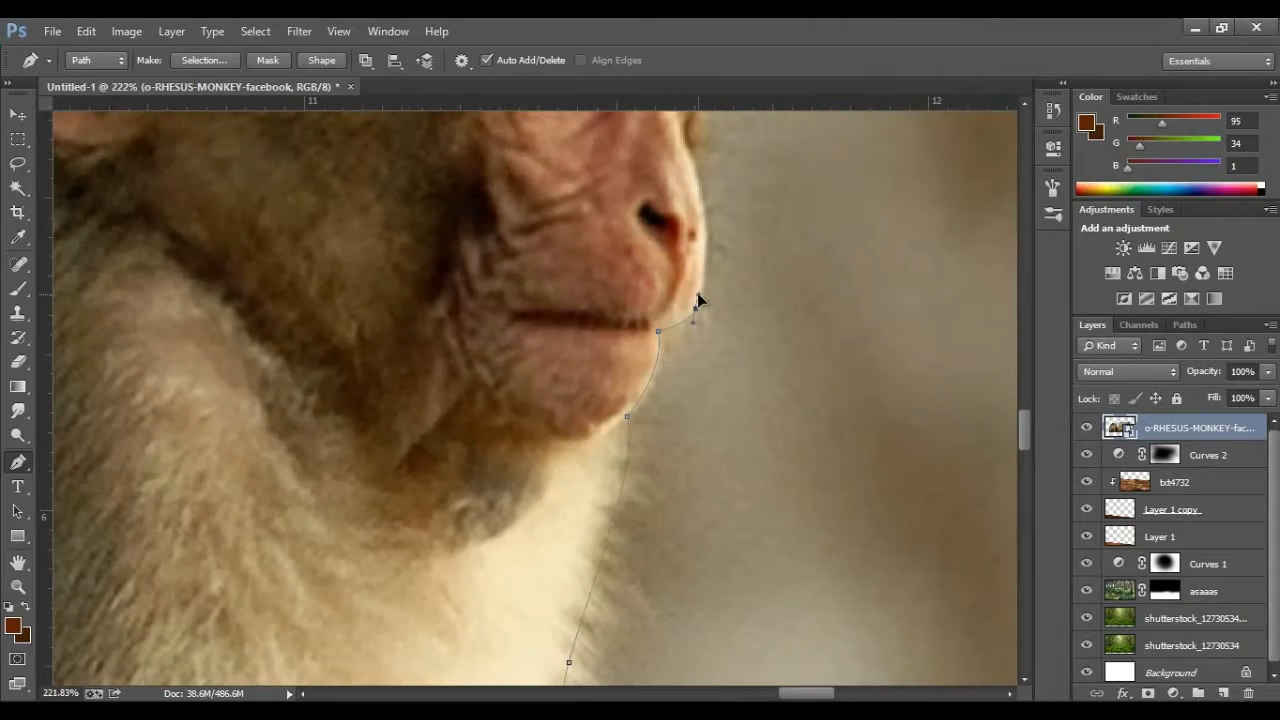 Ps File Edit Image Layer Type Select Filter View Window Help
Path Make: Selection... Mask Shape Auto Add/Delete Align Edges Essentials
Untitled-1 @ 222% (o-RHESUS-MONKEY-facebook, RGB/8) * ×
11 12
6
Color Swatches
R 95
G 34
B 1
Adjustments Styles
Add an adjustment
Layers Channels Paths
Kind
Normal Opacity: 100%
Lock: Fill: 100%
o-RHESUS-MONKEY-fac...
Curves 2
txt4732
Layer 1 copy
Layer 1
Curves 1
asaaas
shutterstock_12730534...
shutterstock_12730534
Background
221.83% Doc: 38.6M/486.6M